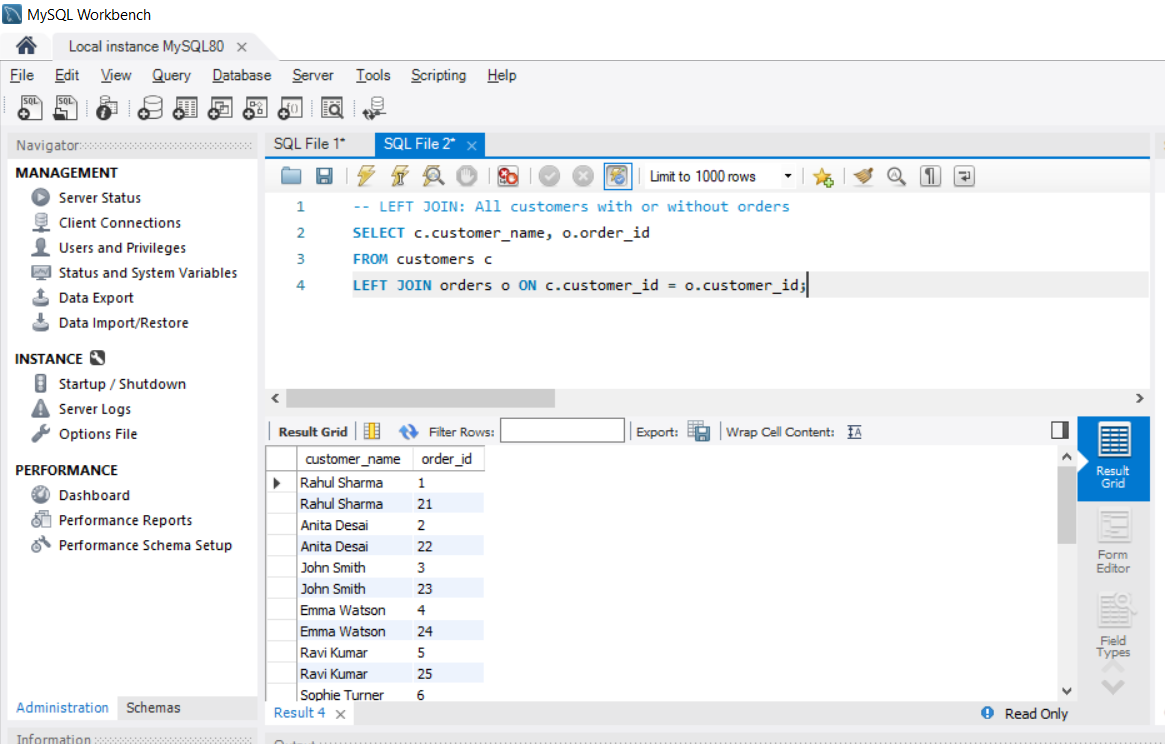 MySQL Workbench
Local instance MySQL80
File Edit View Query Database Server Tools Scripting Help
Navigator
MANAGEMENT
Server Status
Client Connections
Users and Privileges
Status and System Variables
Data Export
Data Import/Restore
INSTANCE
Startup / Shutdown
Server Logs
Options File
PERFORMANCE
Dashboard
Performance Reports
Performance Schema Setup
Administration Schemas
Information
SQL File 1* SQL File 2*
Limit to 1000 rows
1 -- LEFT JOIN: All customers with or without orders
2 SELECT c.customer_name, o.order_id
3 FROM customers c
4 LEFT JOIN orders o ON c.customer_id = o.customer_id;
Result Grid Filter Rows: Export: Wrap Cell Content:
customer_name order_id
Rahul Sharma 1
Rahul Sharma 21
Anita Desai 2
Anita Desai 22
John Smith 3
John Smith 23
Emma Watson 4
Emma Watson 24
Ravi Kumar 5
Ravi Kumar 25
Sophie Turner 6
Result
Grid
Form
Editor
Field
Types
Result 4 Read Only